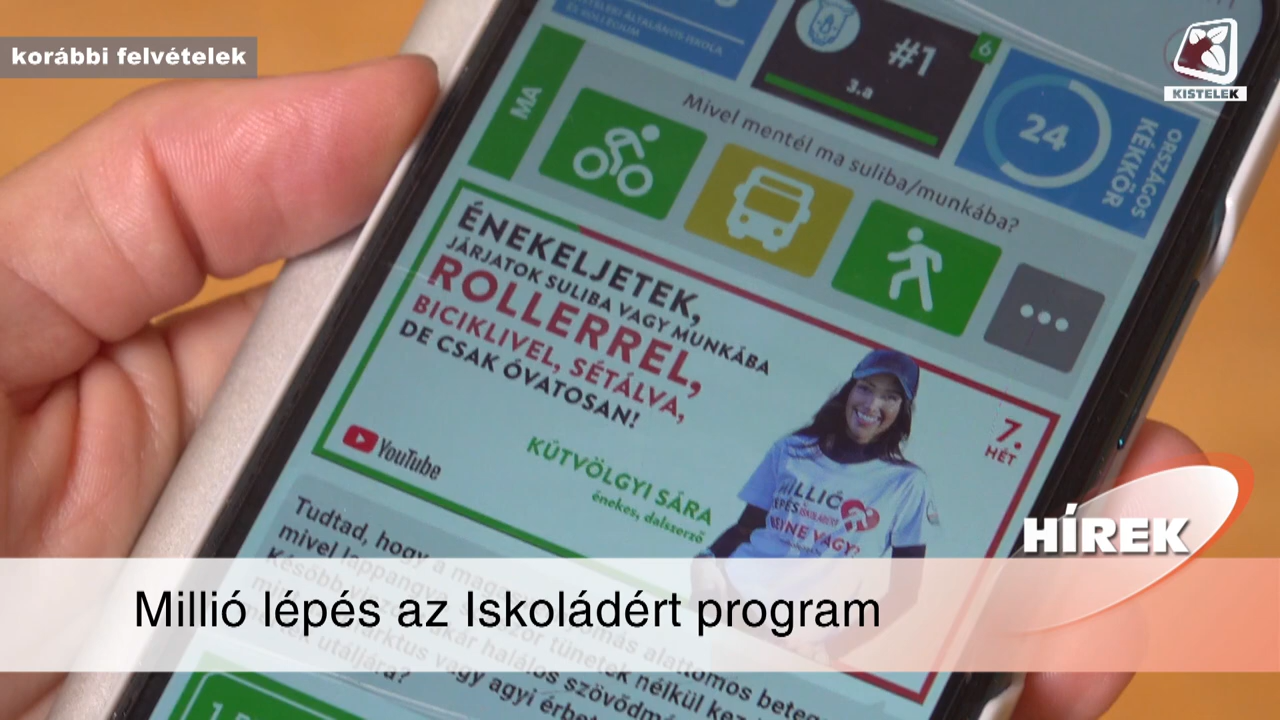 korábbi felvételek
KISTELEK
#1
3.a
6
24
ORSZÁGOS
KÉKKÖR
MA
Mivel mentél ma suliba/munkába?
ÉNEKELJETEK,
JÁRJATOK SULIBA VAGY MUNKÁBA
ROLLERREL,
BICIKLIVEL, SÉTÁLVA,
DE CSAK ÓVATOSAN!
7.
HÉT
YouTube
KÚTVÖLGYI SÁRA
énekes, dalszerző
Tudtad, hogy a
HÍREK
Millió lépés az Iskoládért program